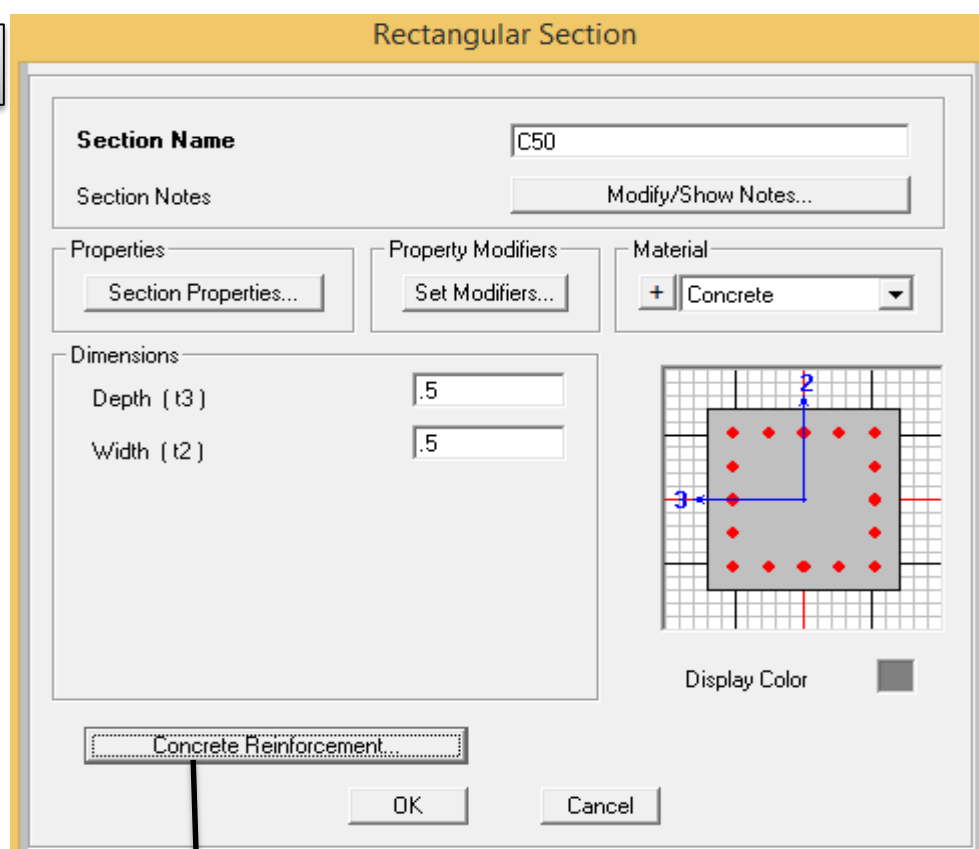 Rectangular Section
Section Name
C50
Section Notes
Modify/Show Notes...
Properties
Section Properties...
Property Modifiers
Set Modifiers...
Material
+ Concrete
Dimensions
Depth ( t3 )
.5
Width ( t2 )
.5
2
3
Display Color
Concrete Reinforcement...
OK
Cancel